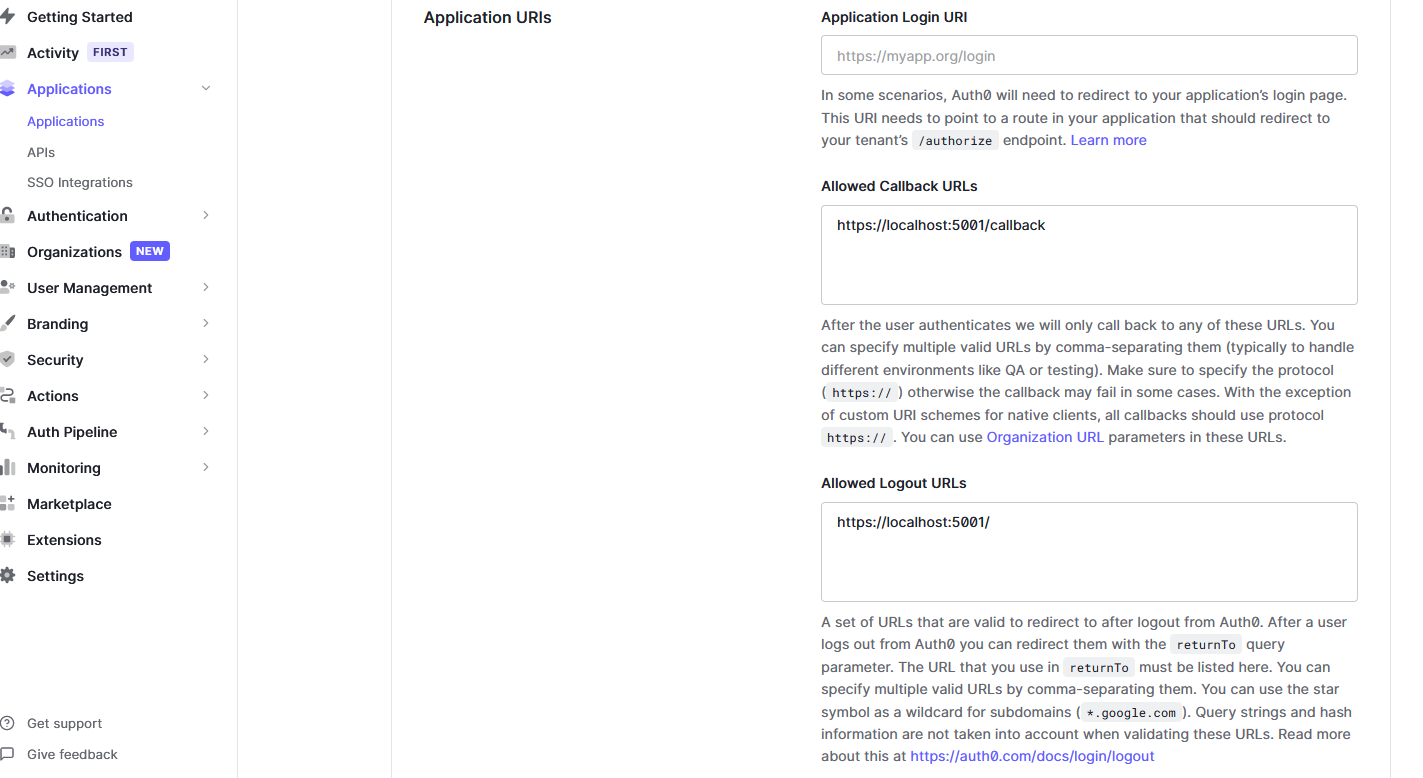 Getting Started
Activity FIRST
Applications
Applications
APIs
SSO Integrations
Authentication
Organizations NEW
User Management
Branding
Security
Actions
Auth Pipeline
Monitoring
Marketplace
Extensions
Settings
Get support
Give feedback
Application URIs
Application Login URI
https://myapp.org/login
In some scenarios, Auth0 will need to redirect to your application’s login page.
This URI needs to point to a route in your application that should redirect to
your tenant’s /authorize endpoint. Learn more
Allowed Callback URLs
https://localhost:5001/callback
After the user authenticates we will only call back to any of these URLs. You
can specify multiple valid URLs by comma-separating them (typically to handle
different environments like QA or testing). Make sure to specify the protocol
( https:// ) otherwise the callback may fail in some cases. With the exception
of custom URI schemes for native clients, all callbacks should use protocol
https:// . You can use Organization URL parameters in these URLs.
Allowed Logout URLs
https://localhost:5001/
A set of URLs that are valid to redirect to after logout from Auth0. After a user
logs out from Auth0 you can redirect them with the returnTo query
parameter. The URL that you use in returnTo must be listed here. You can
specify multiple valid URLs by comma-separating them. You can use the star
symbol as a wildcard for subdomains ( *.google.com ). Query strings and hash
information are not taken into account when validating these URLs. Read more
about this at https://auth0.com/docs/login/logout